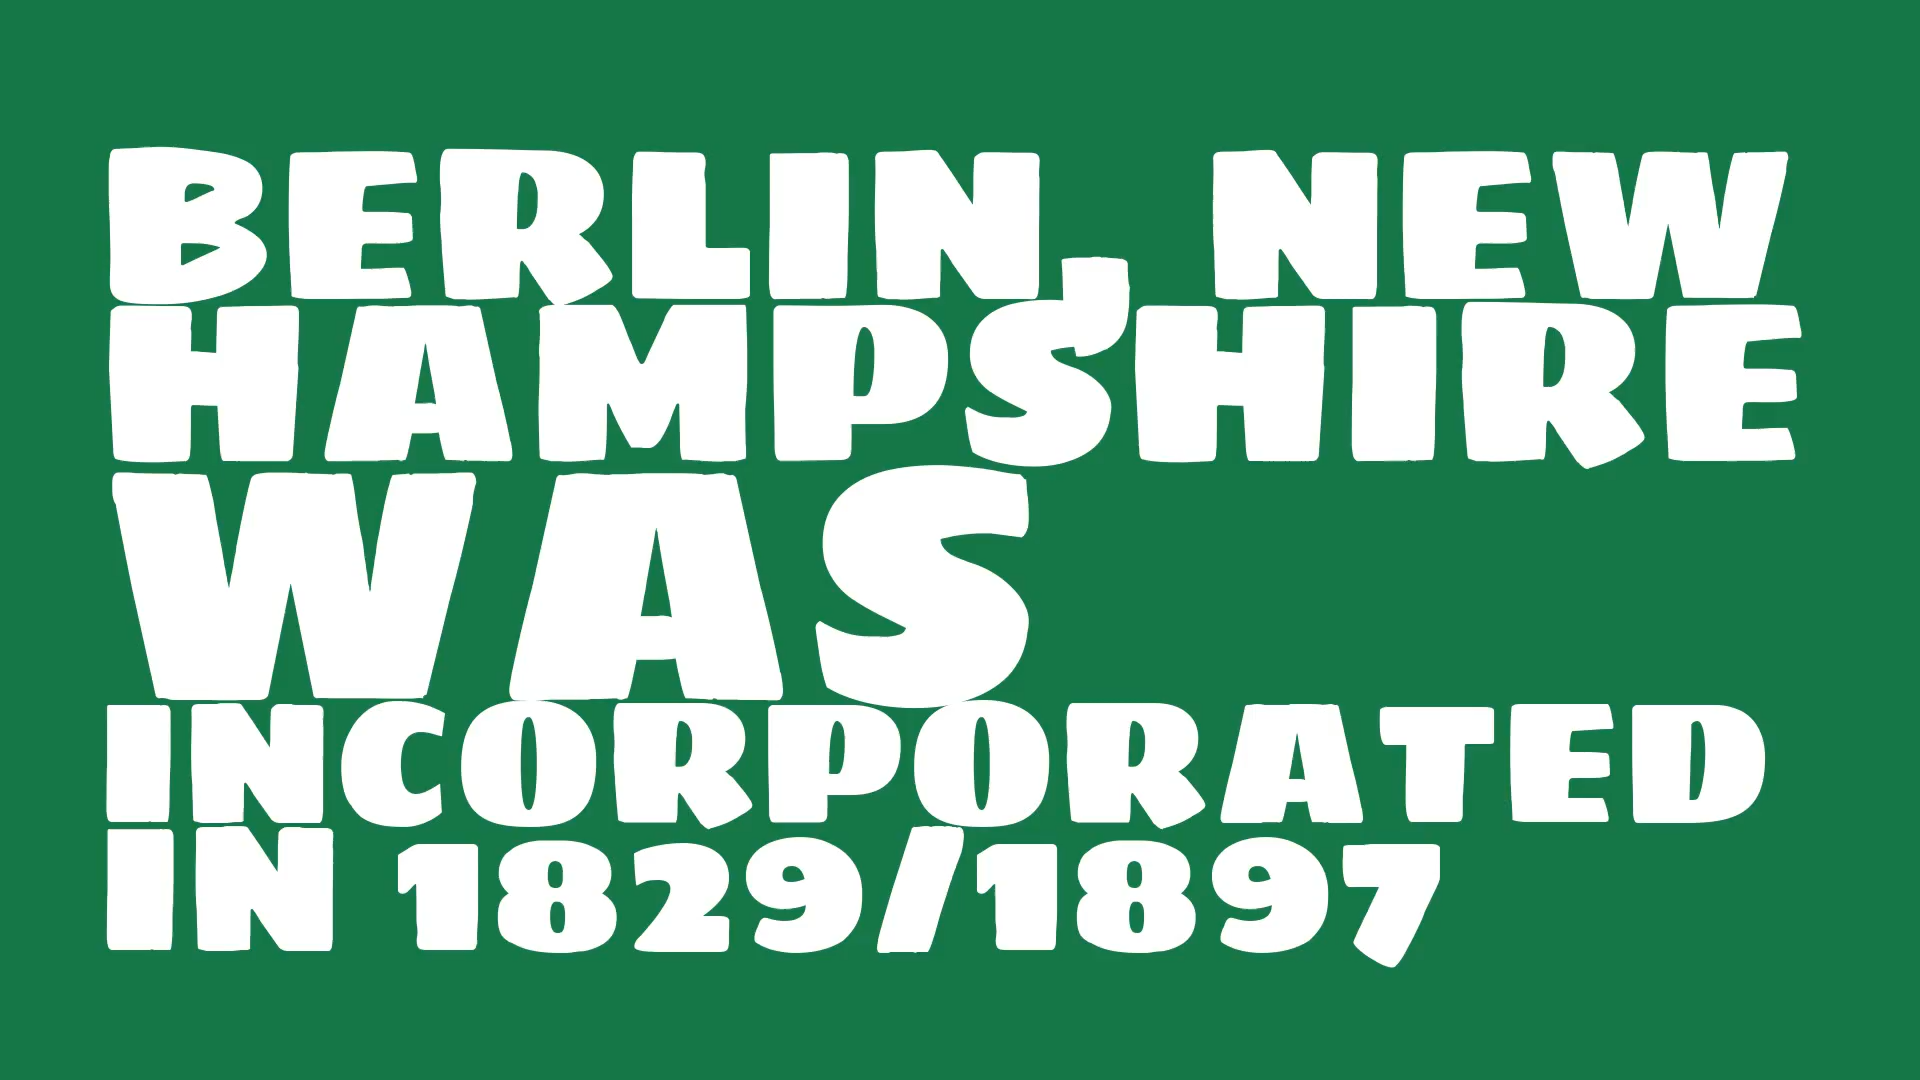 BERLIN, NEW
HAMPSHIRE
WAS
INCORPORATED
IN 1829/1897